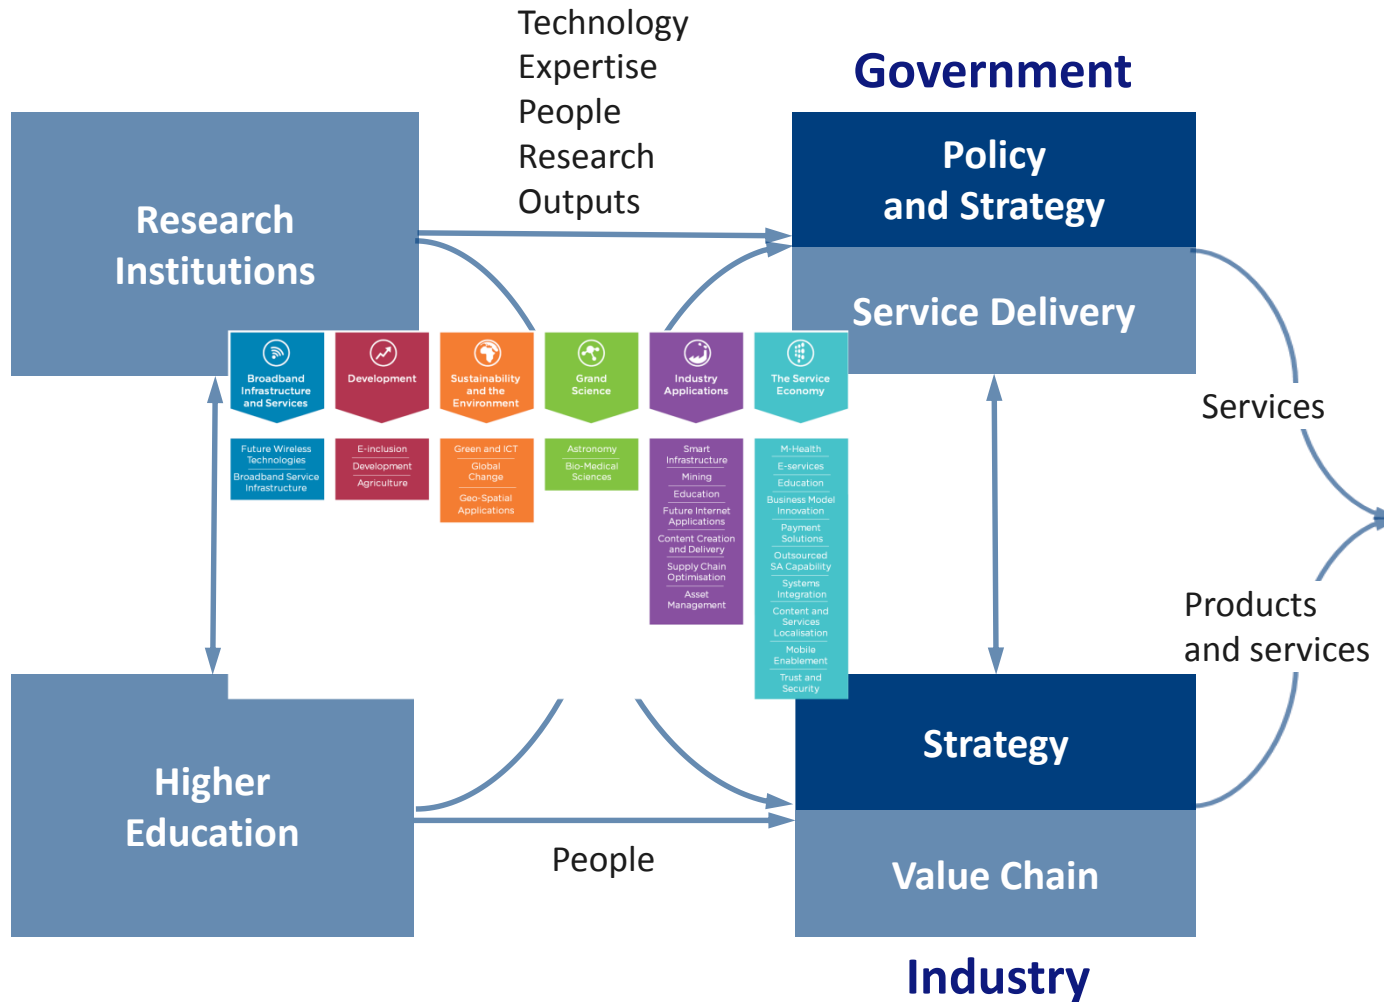 Technology
Expertise
People
Research
Outputs
Government
Research
Institutions
Policy
and Strategy
Service Delivery
Broadband
Infrastructure
and Services
Future Wireless
Technologies
Broadband Service
Infrastructure
Development
E-inclusion
Development
Agriculture
Sustainability
and the
Environment
Green and ICT
Global
Change
Geo-Spatial
Applications
Grand
Science
Astronomy
Bio-Medical
Sciences
Industry
Applications
Smart
Infrastructure
Mining
Education
Future Internet
Applications
Content Creation
and Delivery
Supply Chain
Optimisation
Asset
Management
The Service
Economy
M-Health
E-services
Education
Business Model
Innovation
Payment
Solutions
Outsourced
SA Capability
Systems
Integration
Content and
Services
Localisation
Mobile
Enablement
Trust and
Security
Services
Products
and services
Higher
Education
People
Strategy
Value Chain
Industry